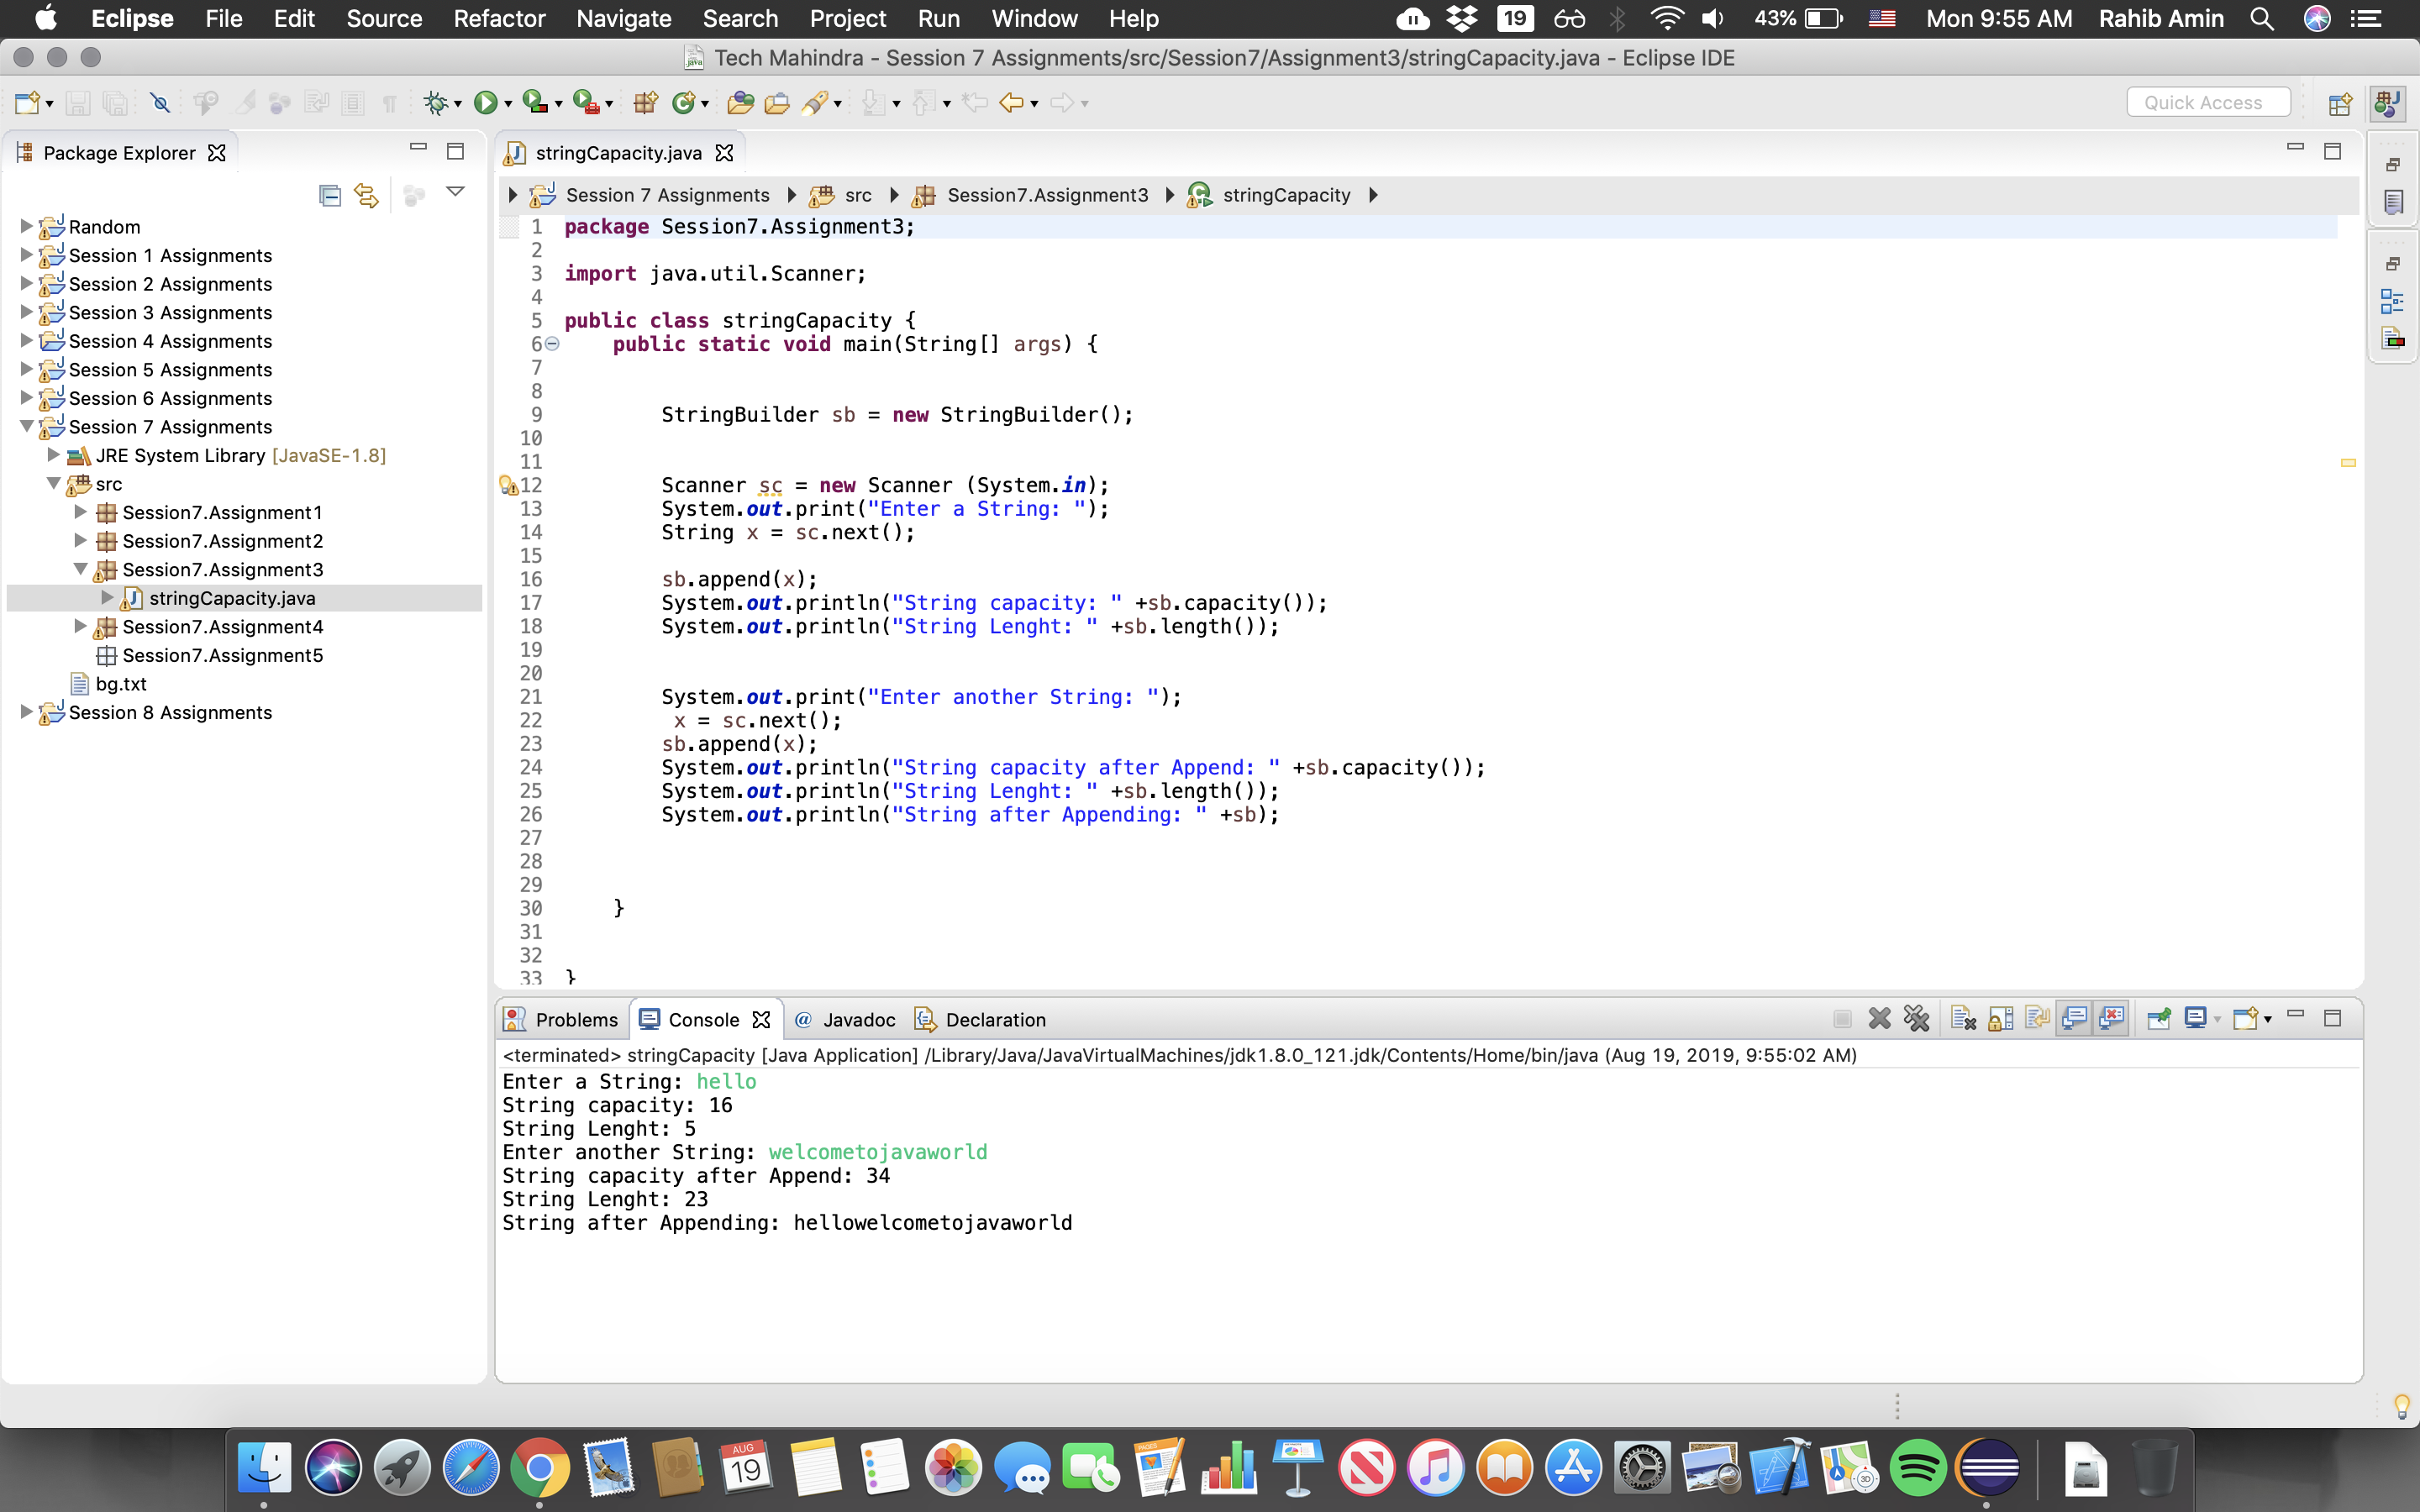 Eclipse File Edit Source Refactor Navigate Search Project Run Window Help 19 43% Mon 9:55 AM Rahib Amin
Tech Mahindra - Session 7 Assignments/src/Session7/Assignment3/stringCapacity.java - Eclipse IDE
Quick Access
Package Explorer
Random
Session 1 Assignments
Session 2 Assignments
Session 3 Assignments
Session 4 Assignments
Session 5 Assignments
Session 6 Assignments
Session 7 Assignments
JRE System Library [JavaSE-1.8]
src
Session7.Assignment1
Session7.Assignment2
Session7.Assignment3
stringCapacity.java
Session7.Assignment4
Session7.Assignment5
bg.txt
Session 8 Assignments
stringCapacity.java
Session 7 Assignments src Session7.Assignment3 stringCapacity
1 package Session7.Assignment3;
2
3 import java.util.Scanner;
4
5 public class stringCapacity {
6 public static void main(String[] args) {
7
8
9 StringBuilder sb = new StringBuilder();
10
11
12 Scanner sc = new Scanner (System.in);
13 System.out.print("Enter a String: ");
14 String x = sc.next();
15
16 sb.append(x);
17 System.out.println("String capacity: " +sb.capacity());
18 System.out.println("String Lenght: " +sb.length());
19
20
21 System.out.print("Enter another String: ");
22 x = sc.next();
23 sb.append(x);
24 System.out.println("String capacity after Append: " +sb.capacity());
25 System.out.println("String Lenght: " +sb.length());
26 System.out.println("String after Appending: " +sb);
27
28
29
30 }
31
32
33 }
Problems Console @ Javadoc Declaration
<terminated> stringCapacity [Java Application] /Library/Java/JavaVirtualMachines/jdk1.8.0_121.jdk/Contents/Home/bin/java (Aug 19, 2019, 9:55:02 AM)
Enter a String: hello
String capacity: 16
String Lenght: 5
Enter another String: welcometojavaworld
String capacity after Append: 34
String Lenght: 23
String after Appending: hellowelcometojavaworld
AUG
19
PAGES
3D